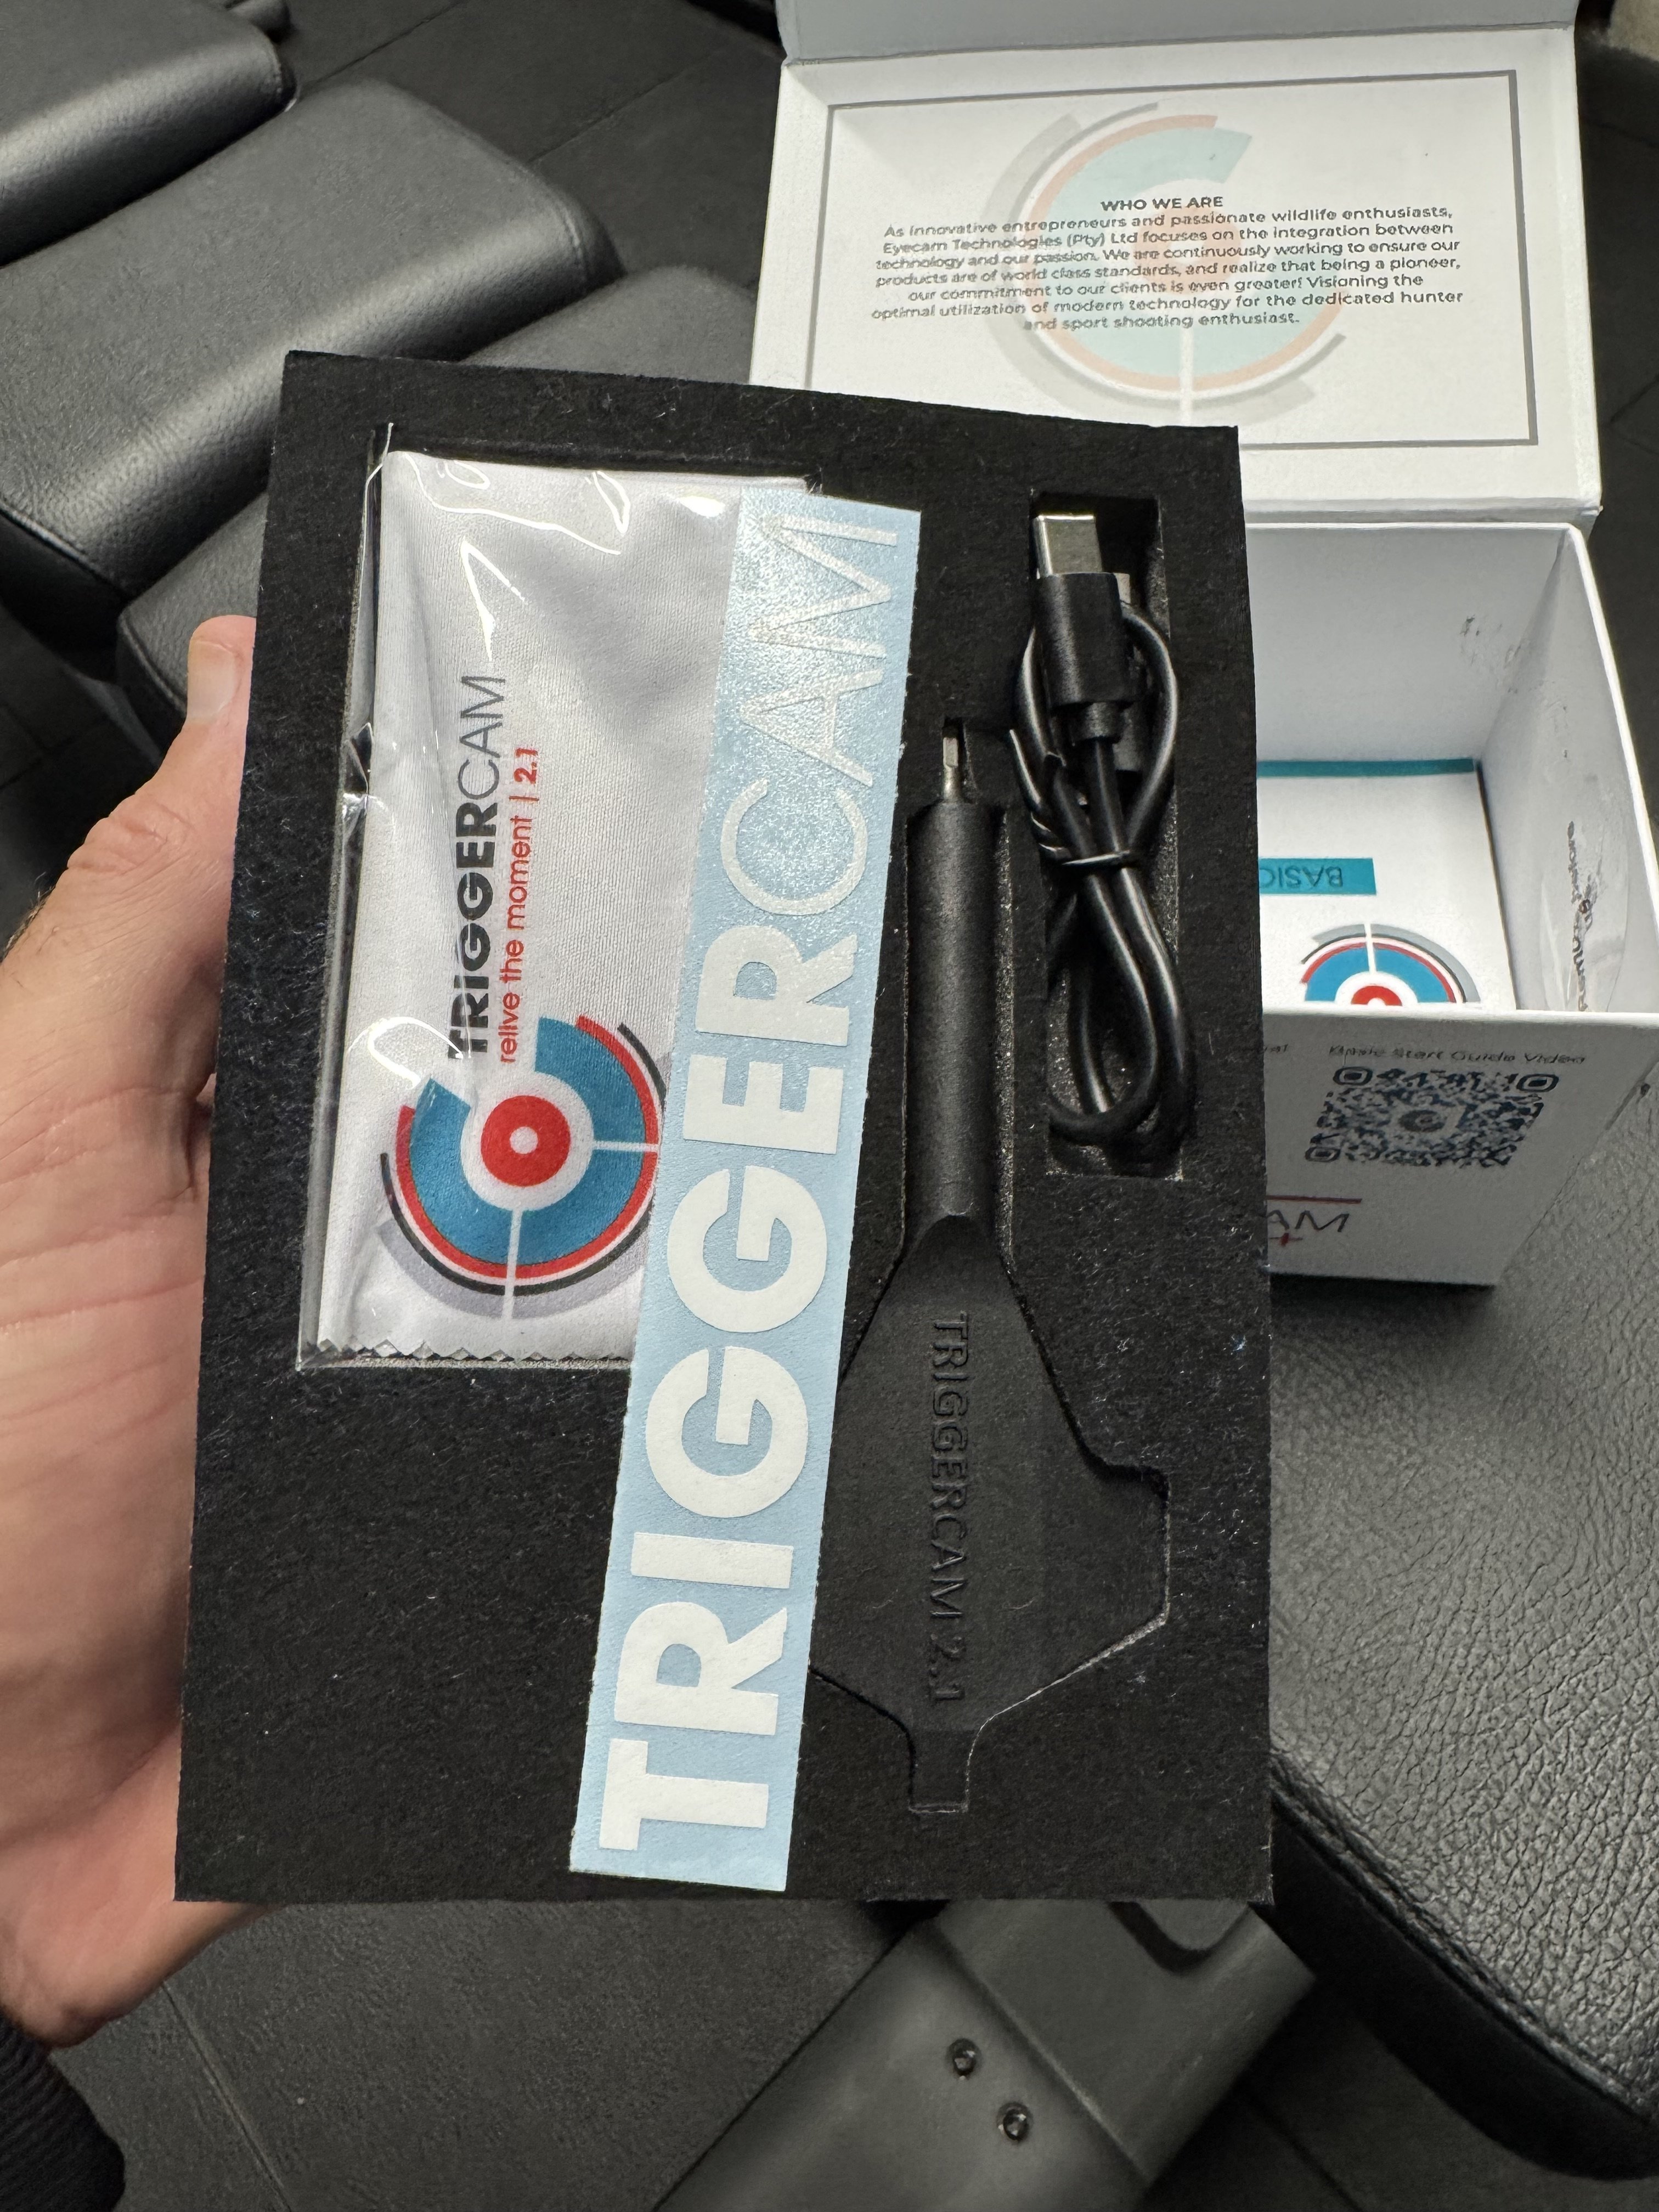 WHO WE ARE
As innovative entrepreneurs and passionate wildlife enthusiasts,
Eyecam Technologies (Pty) Ltd focuses on the integration between
technology and our passion. We are continuously working to ensure our
products are of world class standards, and realize that being a pioneer,
our commitment to our clients is even greater! Visioning the
optimal utilization of modern technology for the dedicated hunter
and sport shooting enthusiast.
TRIGGERCAM
relive the moment | 2.1
TRIGGERCAM
TRIGGERCAM 2.1
BASIC
Basic Start Guide Video